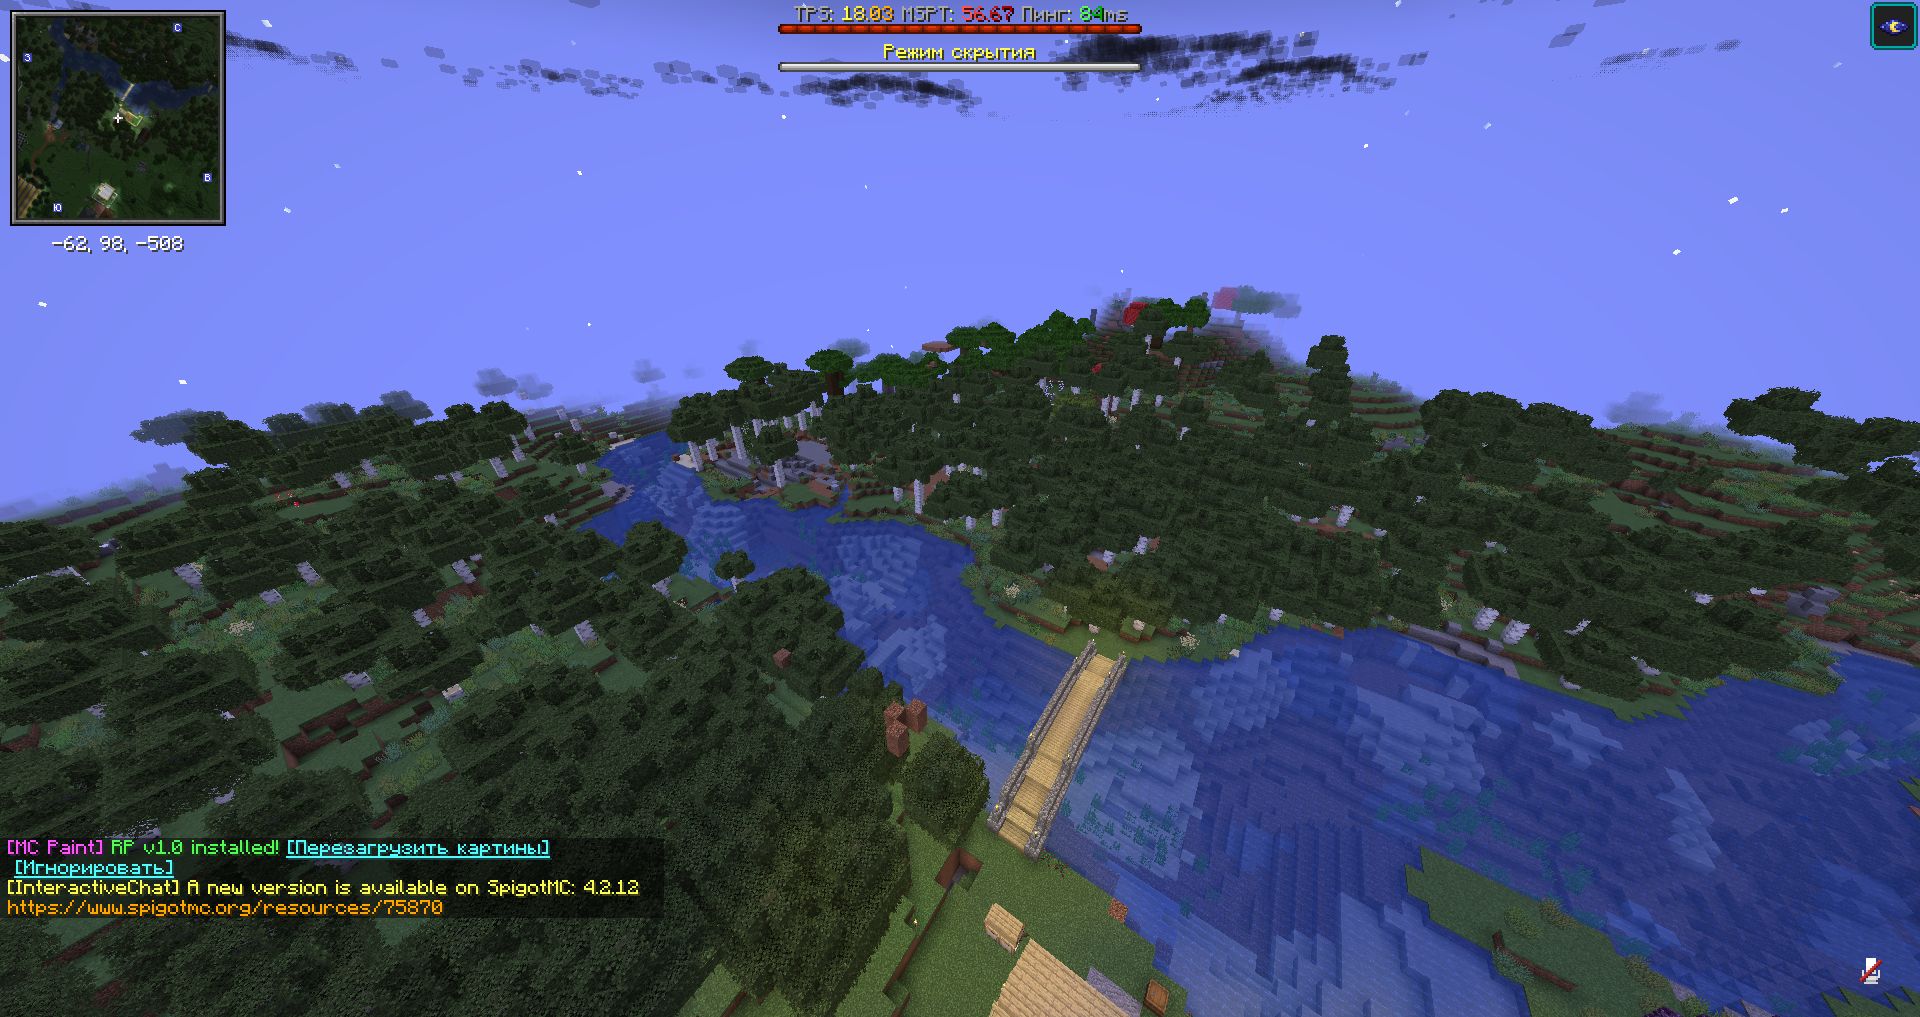 TPS: 18.03 MSPT: 56.67 Пинг: 84ms
Режим скрытия
С
З
В
Ю
-62, 98, -508
[MC Paint] RP v1.0 installed! [Перезагрузить картины]
[Игнорировать]
[InteractiveChat] A new version is available on SpigotMC: 4.2.12
https://www.spigotmc.org/resources/75870